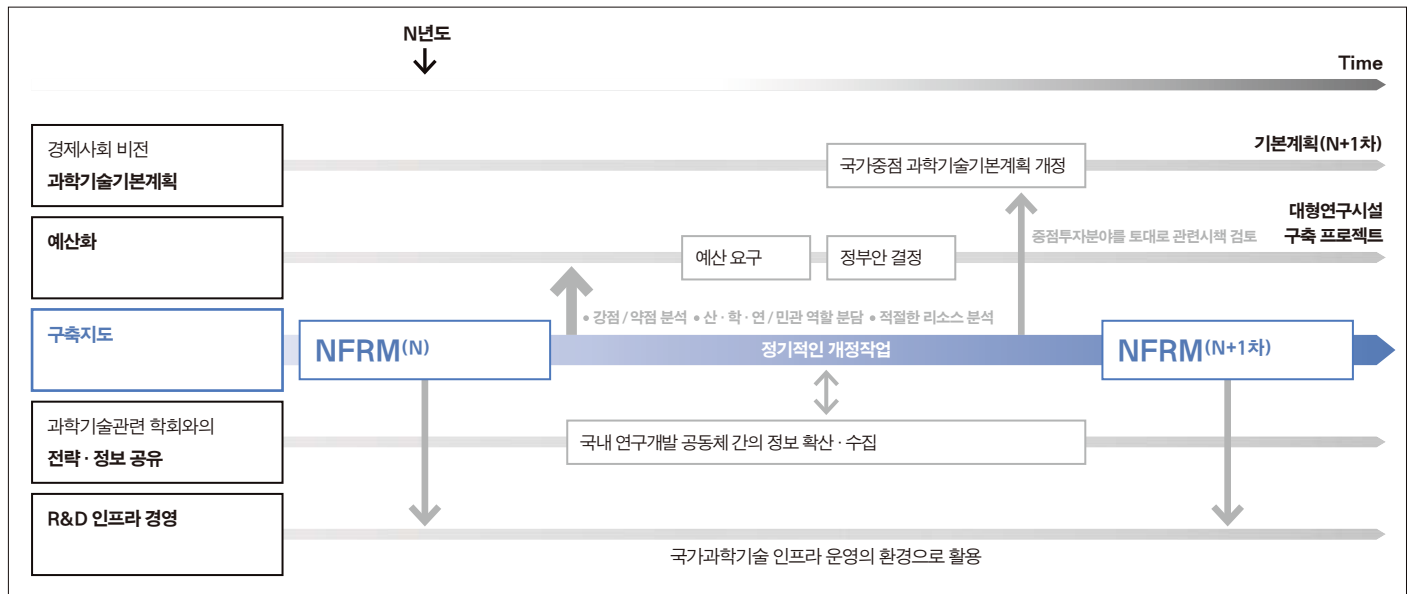 N년도
Time
경제사회 비전
과학기술기본계획
국가중점 과학기술기본계획 개정
기본계획(N+1차)
예산화
예산 요구
정부안 결정
중점투자분야를 토대로 관련시책 검토
대형연구시설
구축 프로젝트
구축지도
NFRM(N)
• 강점 / 약점 분석 • 산 · 학 · 연 / 민관 역할 분담 • 적절한 리소스 분석
정기적인 개정작업
NFRM(N+1차)
과학기술관련 학회와의
전략 · 정보 공유
국내 연구개발 공동체 간의 정보 확산 · 수집
R&D 인프라 경영
국가과학기술 인프라 운영의 환경으로 활용